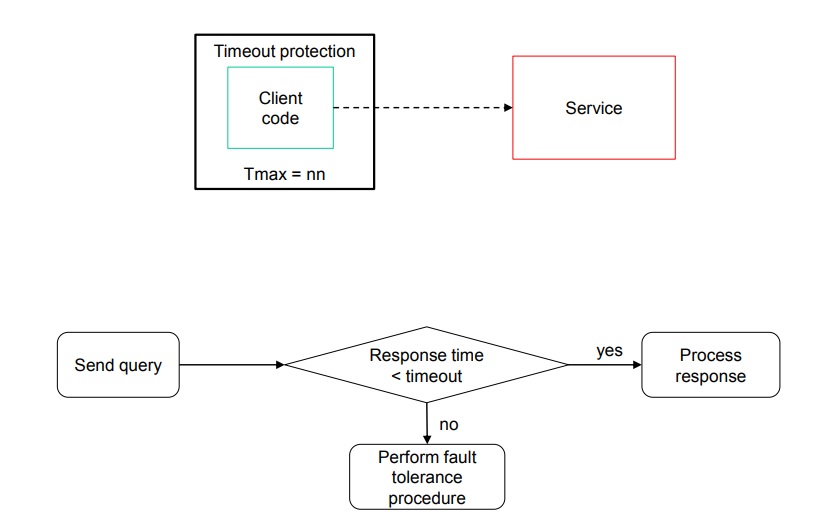 Timeout protection
Client
code
Service
Tmax = nn
Send query
Response time
< timeout
yes
Process
response
no
Perform fault
tolerance
procedure